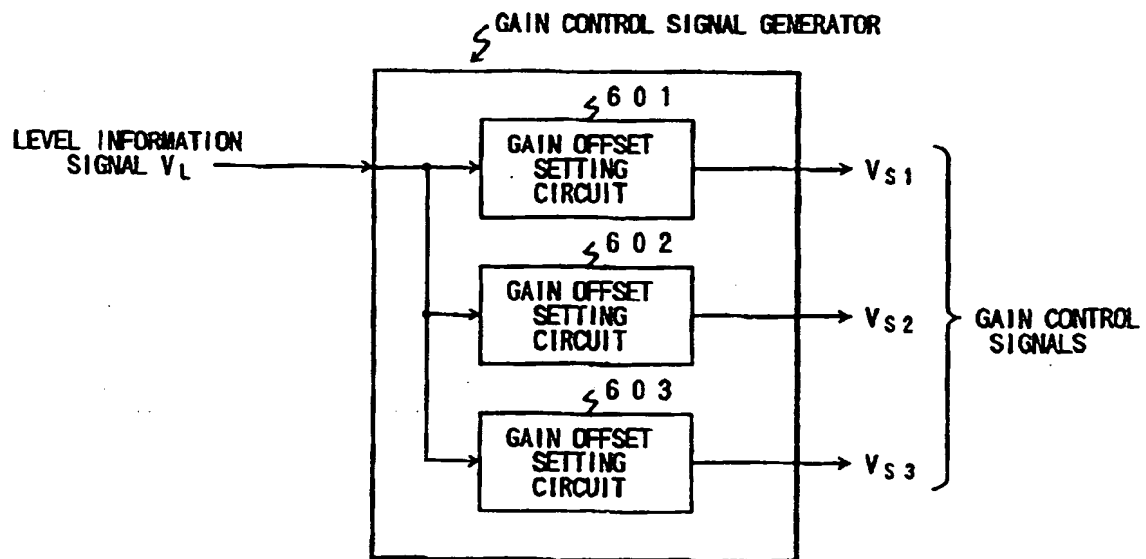 GAIN CONTROL SIGNAL GENERATOR
LEVEL INFORMATION
SIGNAL VL
601
GAIN OFFSET
SETTING
CIRCUIT
VS1
602
GAIN OFFSET
SETTING
CIRCUIT
VS2
GAIN CONTROL
SIGNALS
603
GAIN OFFSET
SETTING
CIRCUIT
VS3